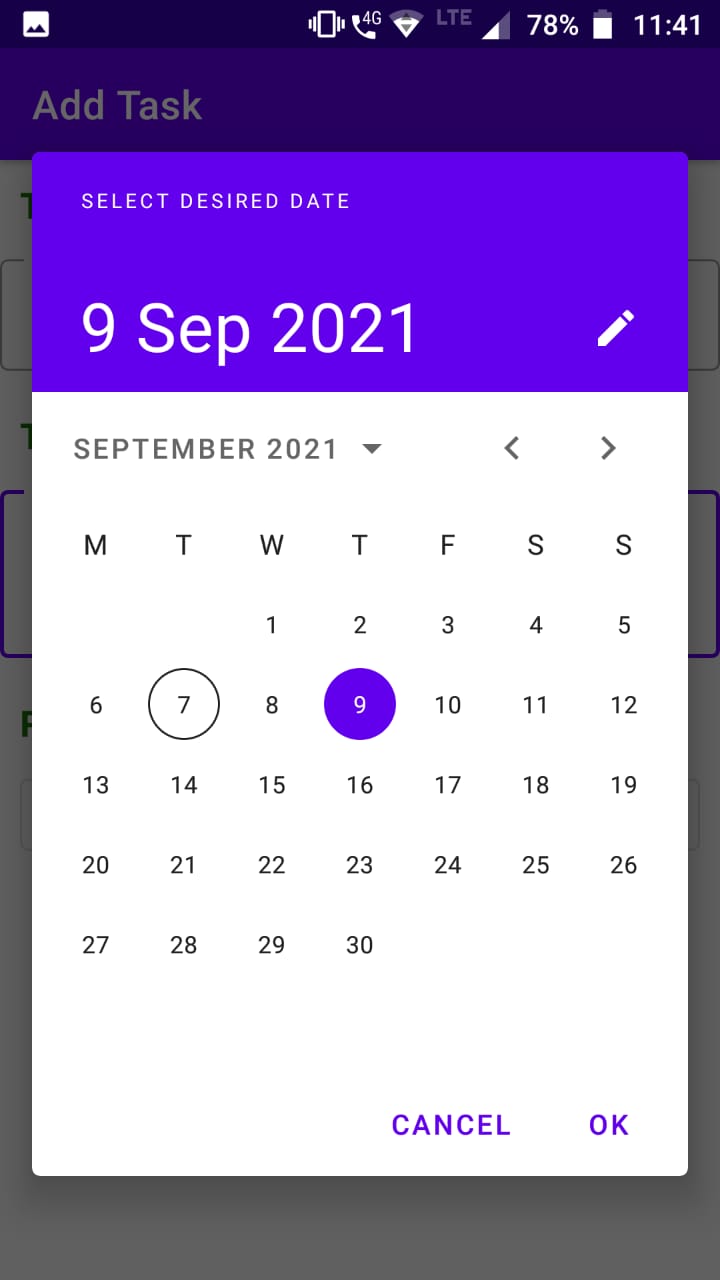 4G LTE 78% 11:41
Add Task
SELECT DESIRED DATE
9 Sep 2021
SEPTEMBER 2021
M T W T F S S
1 2 3 4 5
6 7 8 9 10 11 12
13 14 15 16 17 18 19
20 21 22 23 24 25 26
27 28 29 30
CANCEL OK